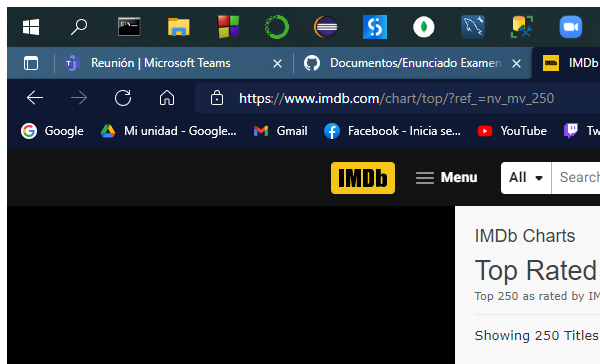 Reunión | Microsoft Teams
Documentos/Enunciado Examen
IMDb
https://www.imdb.com/chart/top/?ref_=nv_mv_250
Google
Mi unidad - Google...
Gmail
Facebook - Inicia se...
YouTube
Tw
IMDb
Menu
All
Search
IMDb Charts
Top Rated
Top 250 as rated by IM
Showing 250 Titles